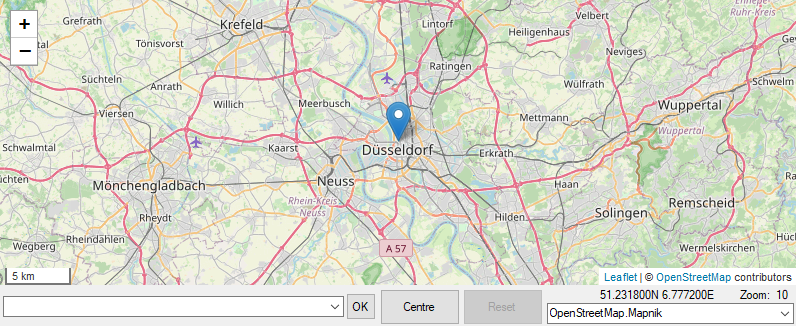 +
−
Krefeld
Grefrath
Tönisvorst
Süchteln
Anrath
Willich
Viersen
Schwalmtal
Mönchengladbach
Rheydt
Rheindahlen
Wegberg
Meerbusch
Kaarst
Neuss
Rhein-Kreis
Neuss
Düsseldorf
Lintorf
Ratingen
Heiligenhaus
Velbert
Neviges
Wülfrath
Mettmann
Erkrath
Haan
Hilden
Solingen
Wuppertal
Wuppertal
Remscheid
Wermelskirchen
Schwelm
Ennepe-
Ruhr-Kreis
A 57
5 km
Leaflet | © OpenStreetMap contributors
OK
Centre
Reset
51.231800N 6.777200E
Zoom: 10
OpenStreetMap.Mapnik